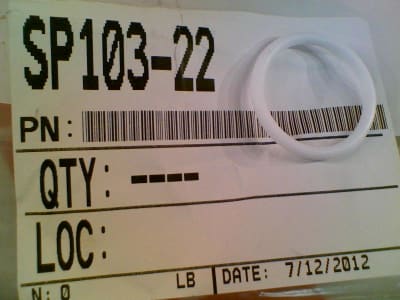 SP103-22
PN:
QTY: ----
LOC:
N: 0 LB DATE: 7/12/2012